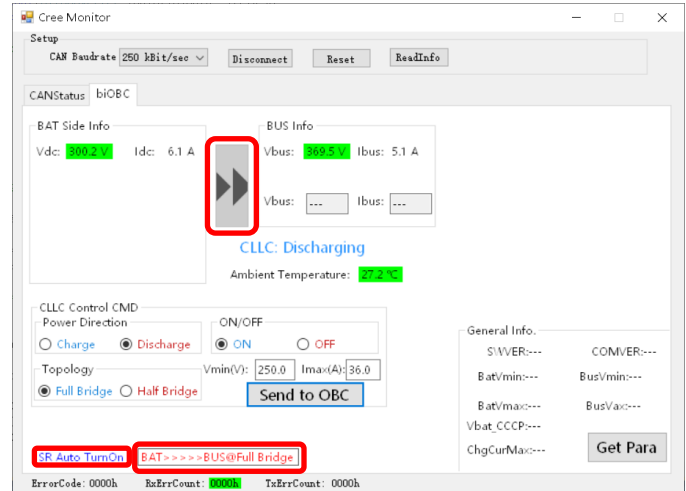 Cree Monitor
Setup
CAN Baudrate 250 kBit/sec Disconnect Reset ReadInfo
CANStatus biOBC
BAT Side Info
Vdc: 300.2 V Idc: 6.1 A
BUS Info
Vbus: 369.5 V Ibus: 5.1 A
Vbus: --- Ibus: ---
CLLC: Discharging
Ambient Temperature: 27.2 ℃
CLLC Control CMD
Power Direction
Charge Discharge
ON/OFF
ON OFF
Topology
Full Bridge Half Bridge
Vmin(V): 250.0 Imax(A): 36.0
Send to OBC
General Info.
S\VVER:--- COMVER:---
BatVmin:--- BusVmin:---
BatVmax:--- BusVax:---
Vbat_CCCP:---
ChgCurMax:---
Get Para
SR Auto TurnOn BAT>>>>>BUS@Full Bridge
ErrorCode: 0000h RxErrCount: 0000h TxErrCount: 0000h